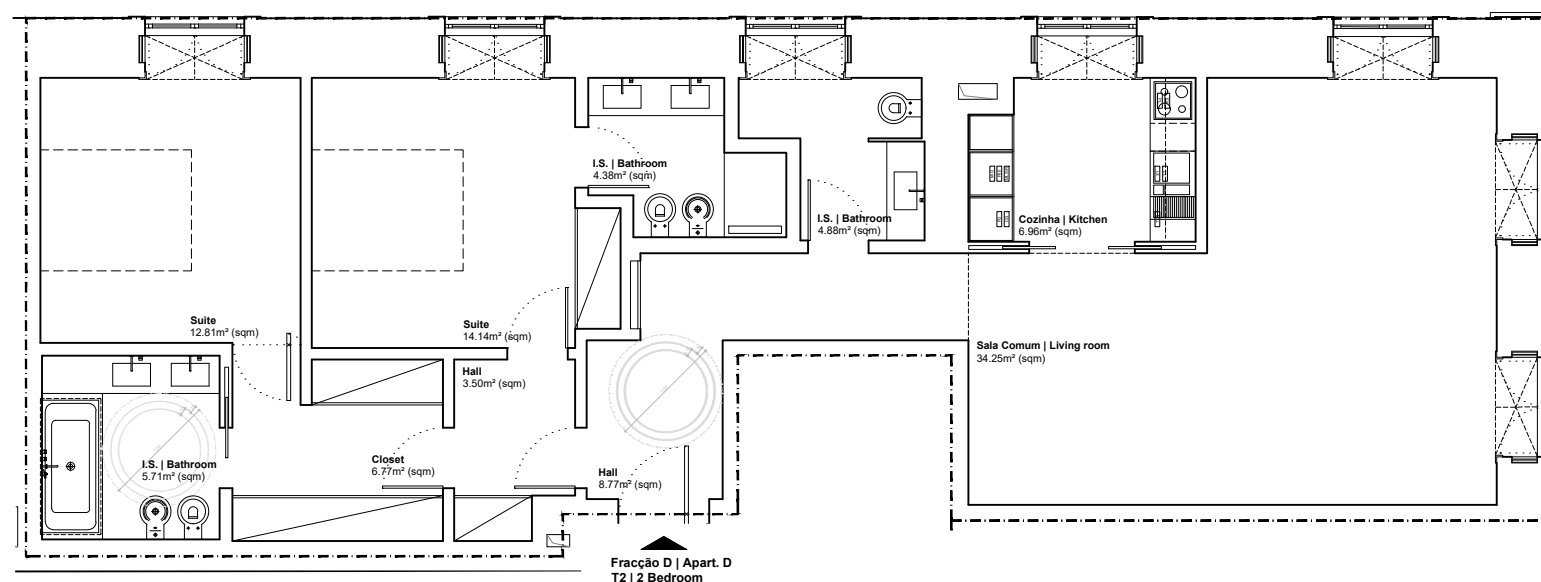 I.S. | Bathroom
4.38m² (sqm)
I.S. | Bathroom
4.88m² (sqm)
Cozinha | Kitchen
6.96m² (sqm)
Suite
12.81m² (sqm)
Suite
14.14m² (sqm)
Hall
3.50m² (sqm)
Sala Comum | Living room
34.25m² (sqm)
I.S. | Bathroom
5.71m² (sqm)
Closet
6.77m² (sqm)
Hall
8.77m² (sqm)
Fracção D | Apart. D
T2 | 2 Bedroom